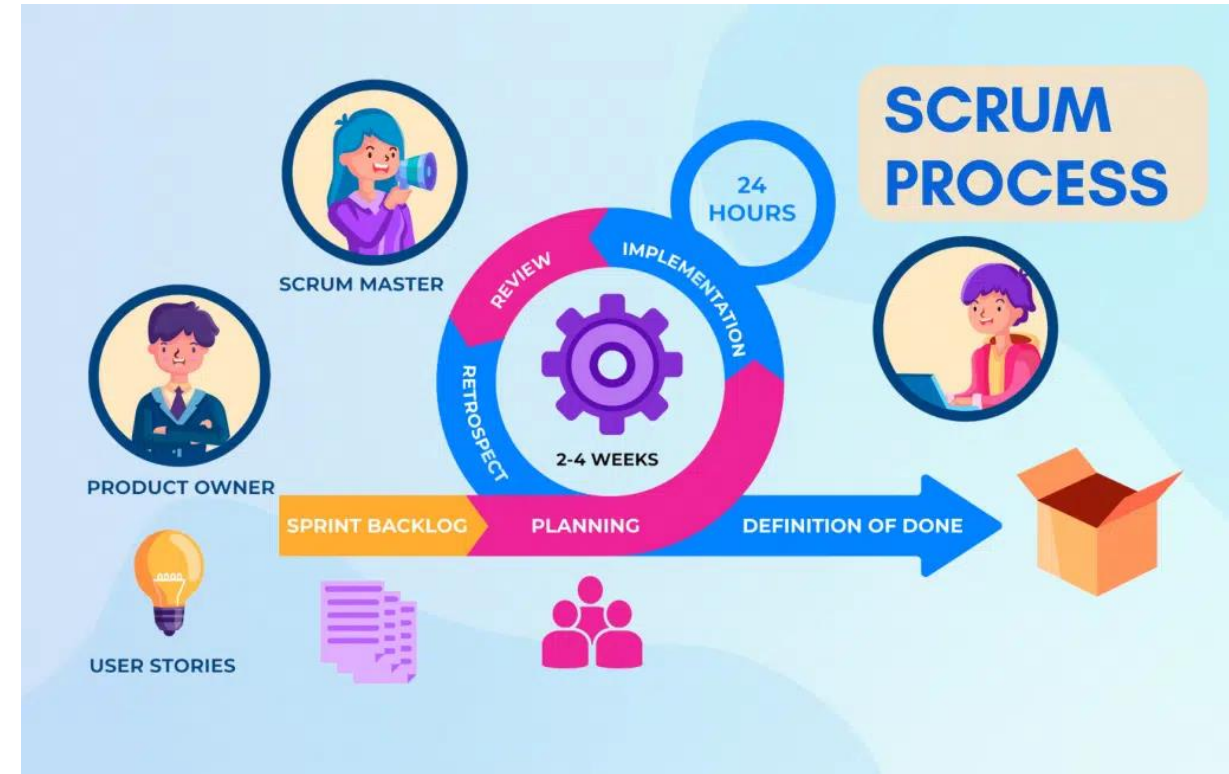 SCRUM
PROCESS
24
HOURS
SCRUM MASTER
REVIEW
IMPLEMENTATION
RETROSPECT
2-4 WEEKS
PRODUCT OWNER
SPRINT BACKLOG
PLANNING
DEFINITION OF DONE
USER STORIES